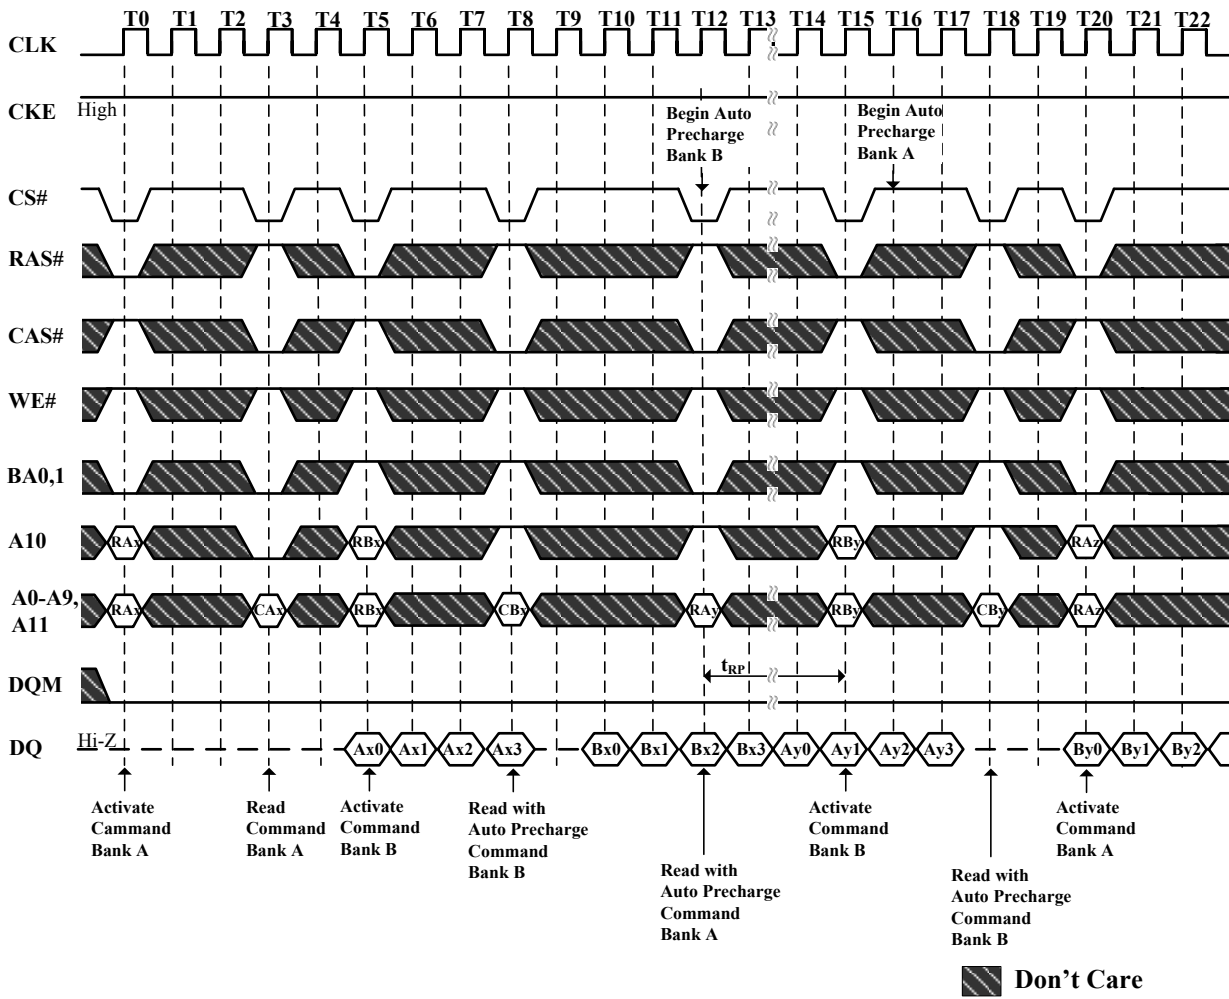 T0 T1 T2 T3 T4 T5 T6 T7 T8 T9 T10 T11 T12 T13 T14 T15 T16 T17 T18 T19 T20 T21 T22
CLK
CKE High
Begin Auto
Precharge
Bank B
Begin Auto
Precharge
Bank A
CS#
RAS#
CAS#
WE#
BA0,1
A10 RAx RBx RBy RAz
A0-A9,
A11
RAx CAx RBx CBx RAy RBy CBy RAz
DQM
tRP
DQ Hi-Z Ax0 Ax1 Ax2 Ax3 Bx0 Bx1 Bx2 Bx3 Ay0 Ay1 Ay2 Ay3 By0 By1 By2
Activate
Cammand
Bank A
Read
Command
Bank A
Activate
Command
Bank B
Read with
Auto Precharge
Command
Bank B
Read with
Auto Precharge
Command
Bank A
Activate
Command
Bank B
Read with
Auto Precharge
Command
Bank B
Activate
Command
Bank A
Don't Care